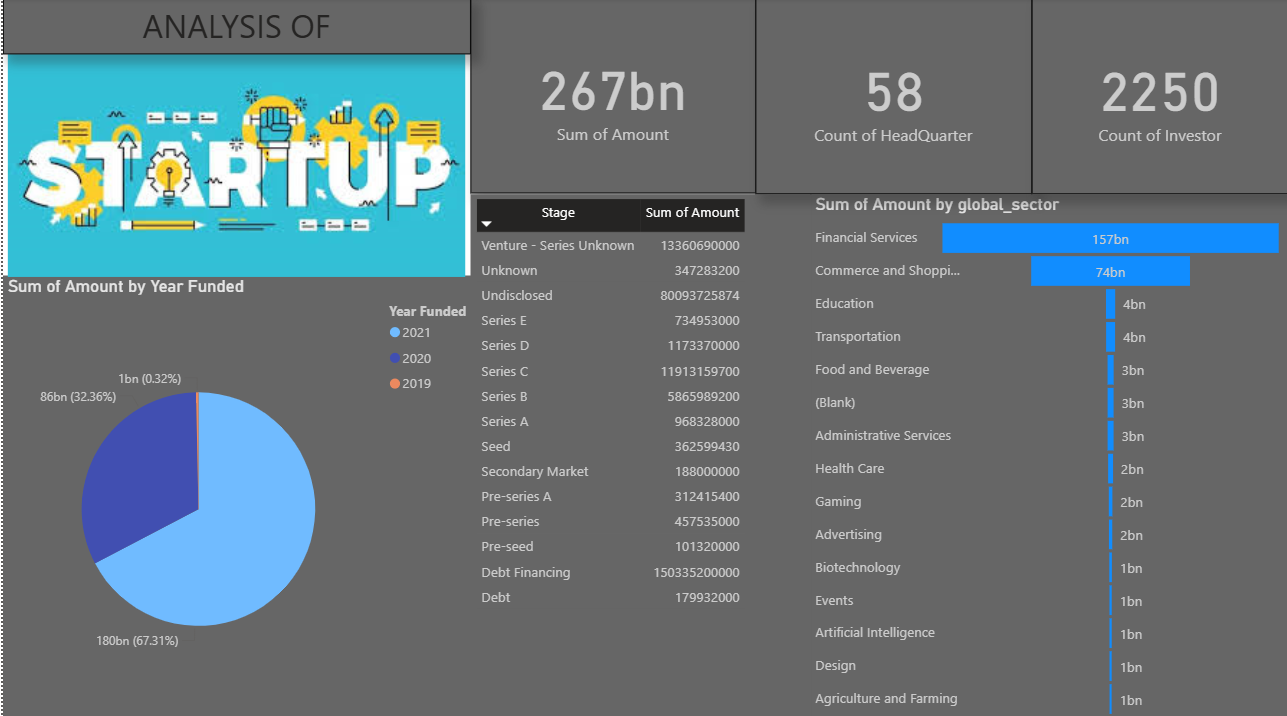 ANALYSIS OF
STARTUP
267bn
Sum of Amount
58
Count of HeadQuarter
2250
Count of Investor
Sum of Amount by Year Funded
Year Funded
2021
2020
2019
1bn (0.32%)
86bn (32.36%)
180bn (67.31%)
Stage Sum of Amount
Venture - Series Unknown 13360690000
Unknown 347283200
Undisclosed 80093725874
Series E 734953000
Series D 1173370000
Series C 11913159700
Series B 5865989200
Series A 968328000
Seed 362599430
Secondary Market 188000000
Pre-series A 312415400
Pre-series 457535000
Pre-seed 101320000
Debt Financing 150335200000
Debt 179932000
Sum of Amount by global_sector
Financial Services 157bn
Commerce and Shoppi... 74bn
Education 4bn
Transportation 4bn
Food and Beverage 3bn
(Blank) 3bn
Administrative Services 3bn
Health Care 2bn
Gaming 2bn
Advertising 2bn
Biotechnology 1bn
Events 1bn
Artificial Intelligence 1bn
Design 1bn
Agriculture and Farming 1bn